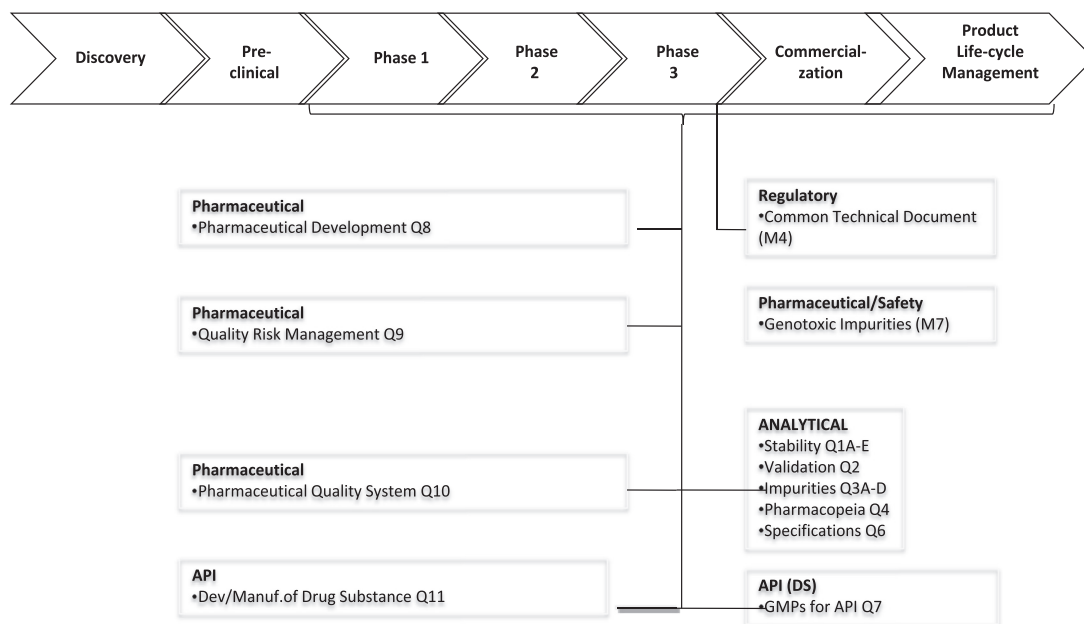 Discovery
Pre-
clinical
Phase 1
Phase
2
Phase
3
Commercial-
zation
Product
Life-cycle
Management
Pharmaceutical
•Pharmaceutical Development Q8
Regulatory
•Common Technical Document
(M4)
Pharmaceutical
•Quality Risk Management Q9
Pharmaceutical/Safety
•Genotoxic Impurities (M7)
Pharmaceutical
•Pharmaceutical Quality System Q10
ANALYTICAL
•Stability Q1A-E
•Validation Q2
•Impurities Q3A-D
•Pharmacopeia Q4
•Specifications Q6
API
•Dev/Manuf.of Drug Substance Q11
API (DS)
•GMPs for API Q7